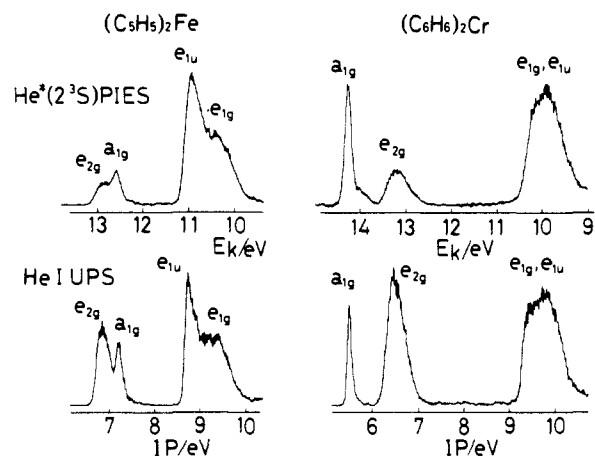 (C₅H₅)₂Fe
(C₆H₆)₂Cr
He*(2³S)PIES
e2g
a1g
e1u
e1g
a1g
e2g
e1g, e1u
13 12 11 10
EK/eV
14 13 12 11 10 9
EK/eV
He I UPS
e2g
a1g
e1u
e1g
a1g
e2g
e1g, e1u
7 8 9 10
IP/eV
6 7 8 9 10
IP/eV